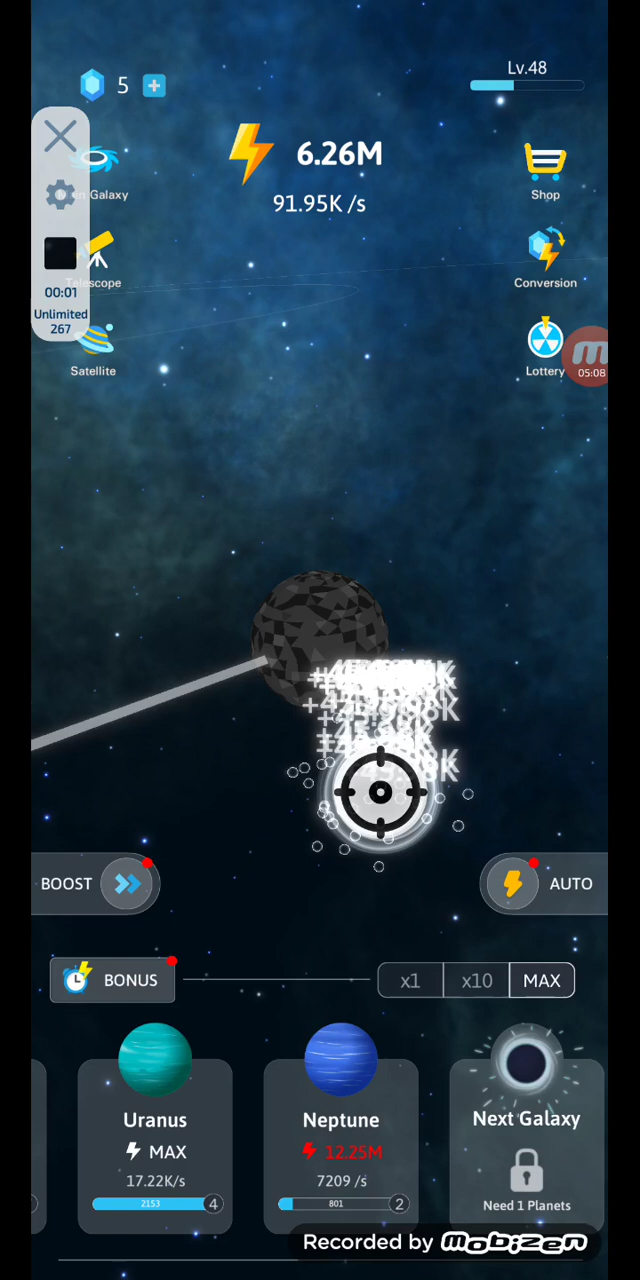 5
Lv.48
6.26M
91.95K /s
Galaxy
Shop
00:01
Unlimited
267
Telescope
Conversion
Satellite
Lottery
05:08
BOOST
AUTO
BONUS
x1
x10
MAX
Uranus
MAX
17.22K/s
2153
4
Neptune
12.25M
7209 /s
801
2
Next Galaxy
Need 1 Planets
Recorded by mobizen